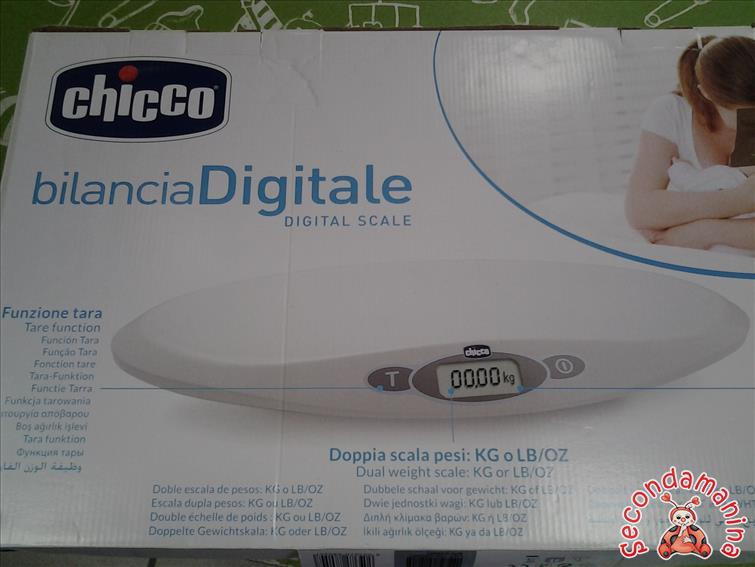 chicco
bilancia Digitale
DIGITAL SCALE
Funzione tara
Tare function
Función Tara
Função Tara
Fonction tare
Tara-Funktion
Functie Tarra
Funkcja tarowania
αποβαρου
Boş ağırlık işlevi
Tara funktion
Функция тары
وظيفة الوزن
chicco
T
00,00 kg
Doppia scala pesi: KG o LB/OZ
Dual weight scale: KG or LB/OZ
Doble escala de pesos: KG o LB/OZ
Escala dupla pesos: KG ou LB/OZ
Double échelle de poids : KG ou LB/OZ
Doppelte Gewichtskala: KG oder LB/OZ
Dubbele schaal voor gewicht: KG of
Dwie jednostki wagi: KG lub LB/OZ
Διπλή κλίμακα βαρών: KG ή LB/OZ
İkili ağırlık ölçeği: KG ya da LB/OZ
secondamanina